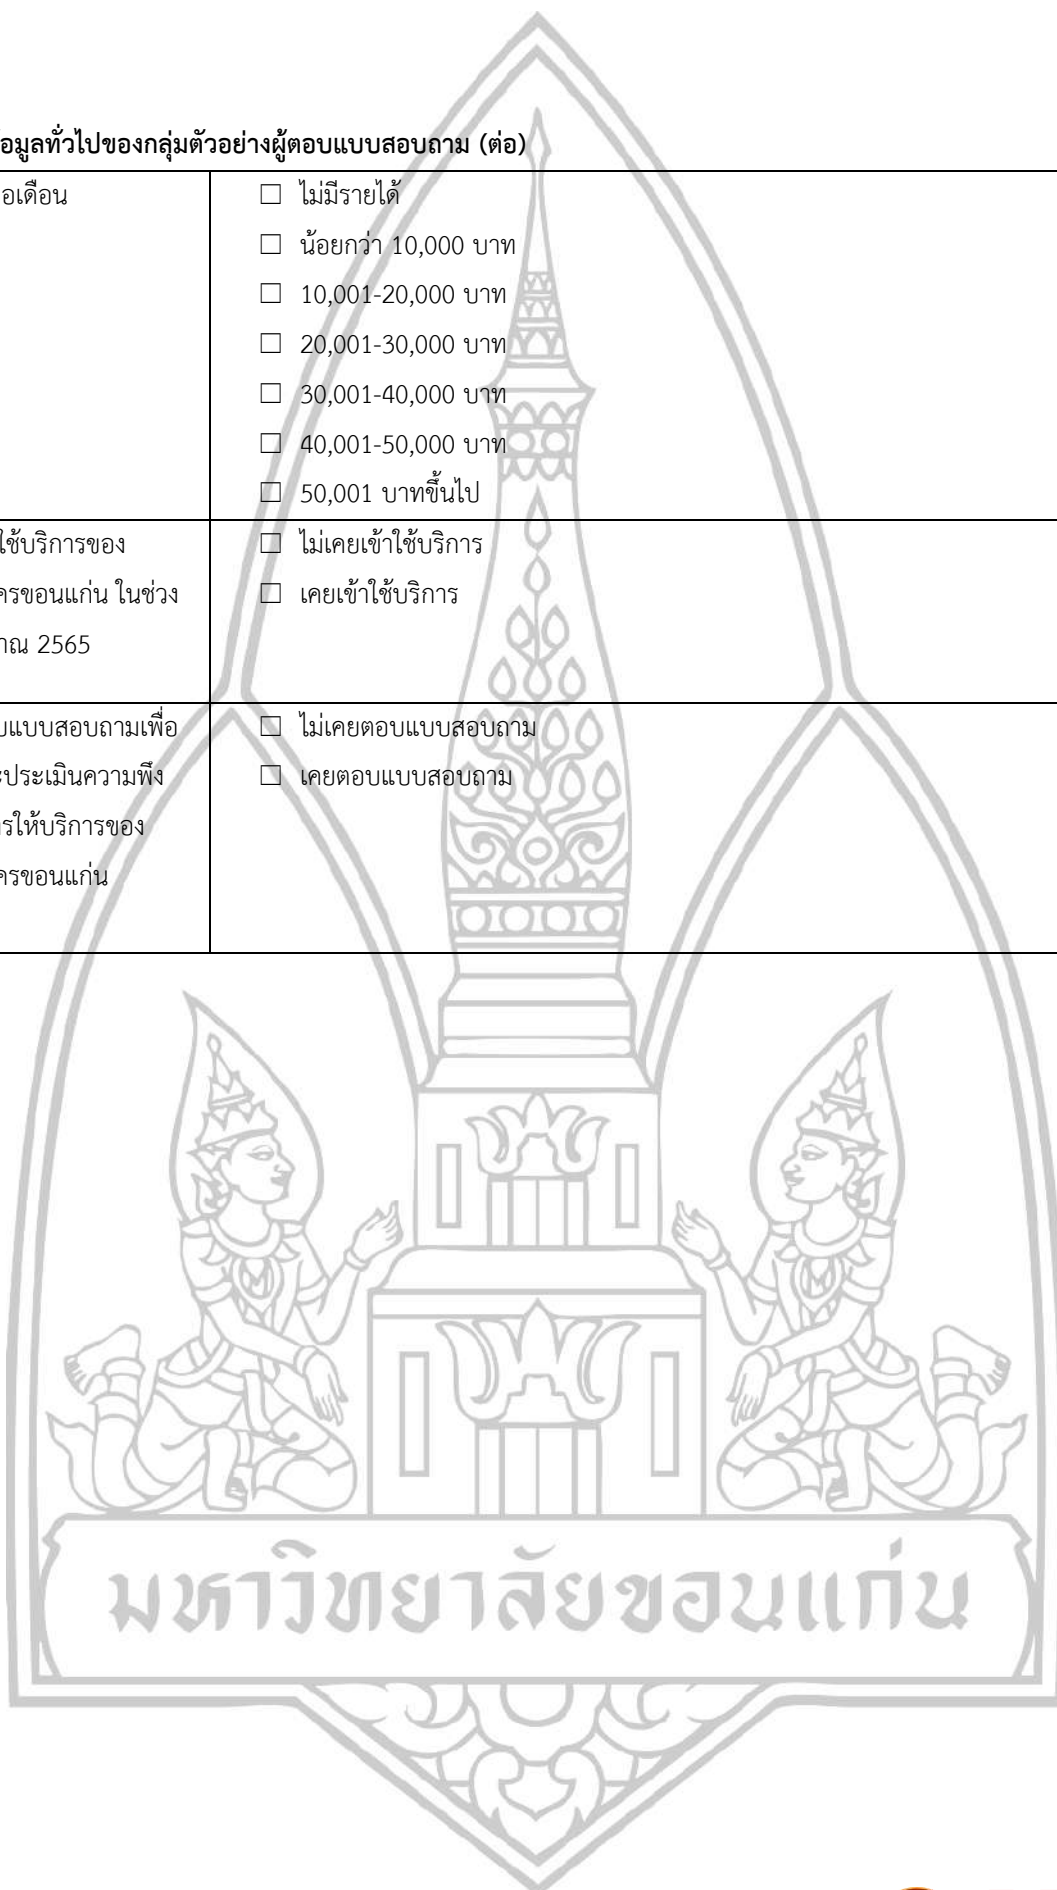 อมูลทั่วไปของกลุ่มตัวอย่างผู้ตอบแบบสอบถาม (ต่อ)
อเดือน
☐ ไม่มีรายได้
☐ น้อยกว่า 10,000 บาท
☐ 10,001-20,000 บาท
☐ 20,001-30,000 บาท
☐ 30,001-40,000 บาท
☐ 40,001-50,000 บาท
☐ 50,001 บาทขึ้นไป
ใช้บริการของ
ครขอนแก่น ในช่วง
าณ 2565
☐ ไม่เคยเข้าใช้บริการ
☐ เคยเข้าใช้บริการ
บแบบสอบถามเพื่อ
ะประเมินความพึง
ารให้บริการของ
ครขอนแก่น
☐ ไม่เคยตอบแบบสอบถาม
☐ เคยตอบแบบสอบถาม
มหาวิทยาลัยขอนแก่น